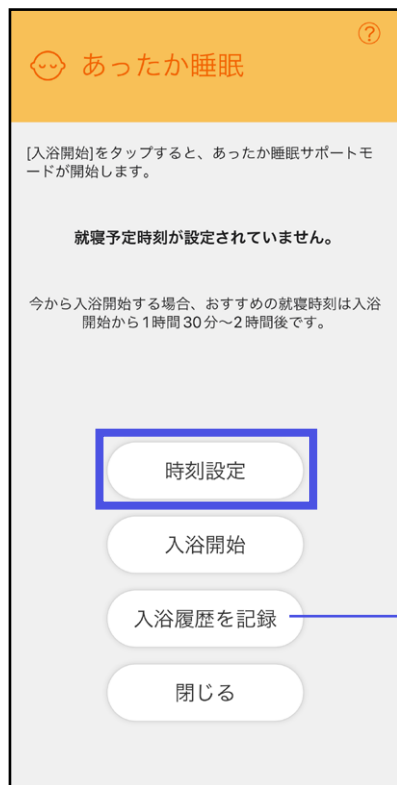 ?
あったか睡眠
[入浴開始]をタップすると、あったか睡眠サポートモ
ードが開始します。
就寝予定時刻が設定されていません。
今から入浴開始する場合、おすすめの就寝時刻は入浴
開始から1時間30分～2時間後です。
時刻設定
入浴開始
入浴履歴を記録
閉じる